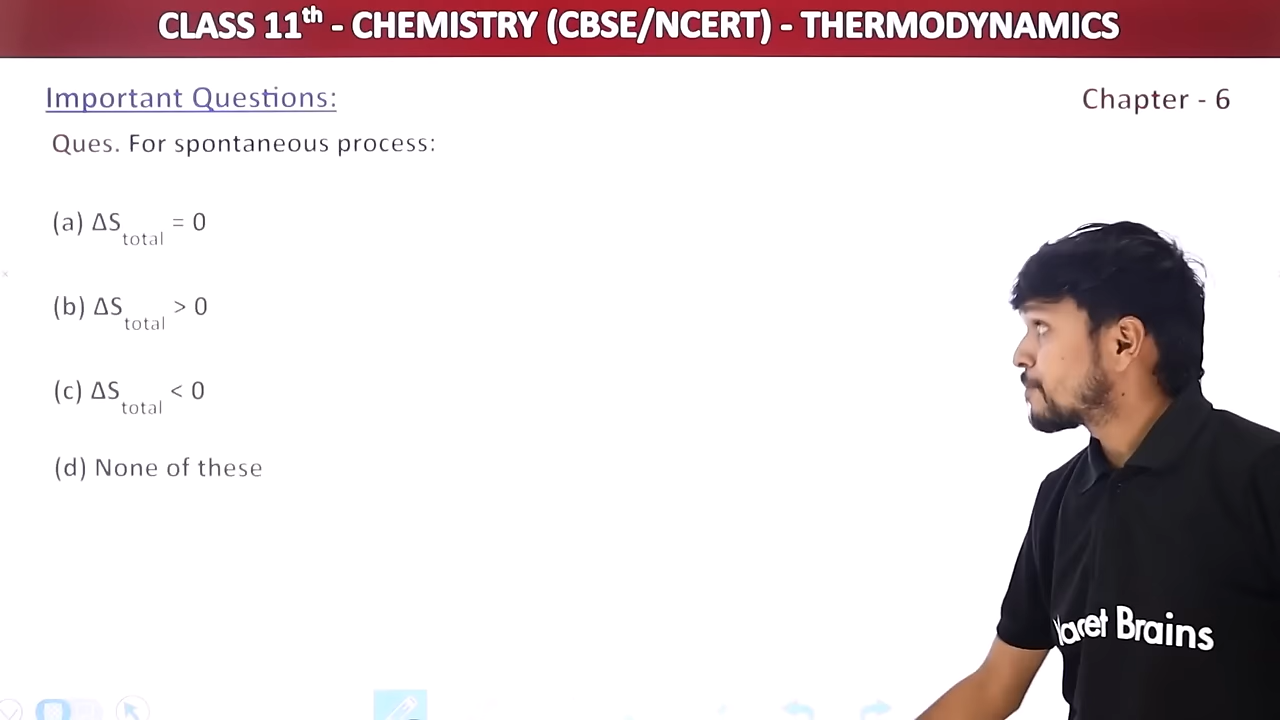 CLASS 11th - CHEMISTRY (CBSE/NCERT) - THERMODYNAMICS
Important Questions:
Chapter - 6
Ques. For spontaneous process:
(a) ΔS total = 0
(b) ΔS total > 0
(c) ΔS total < 0
(d) None of these
Brains